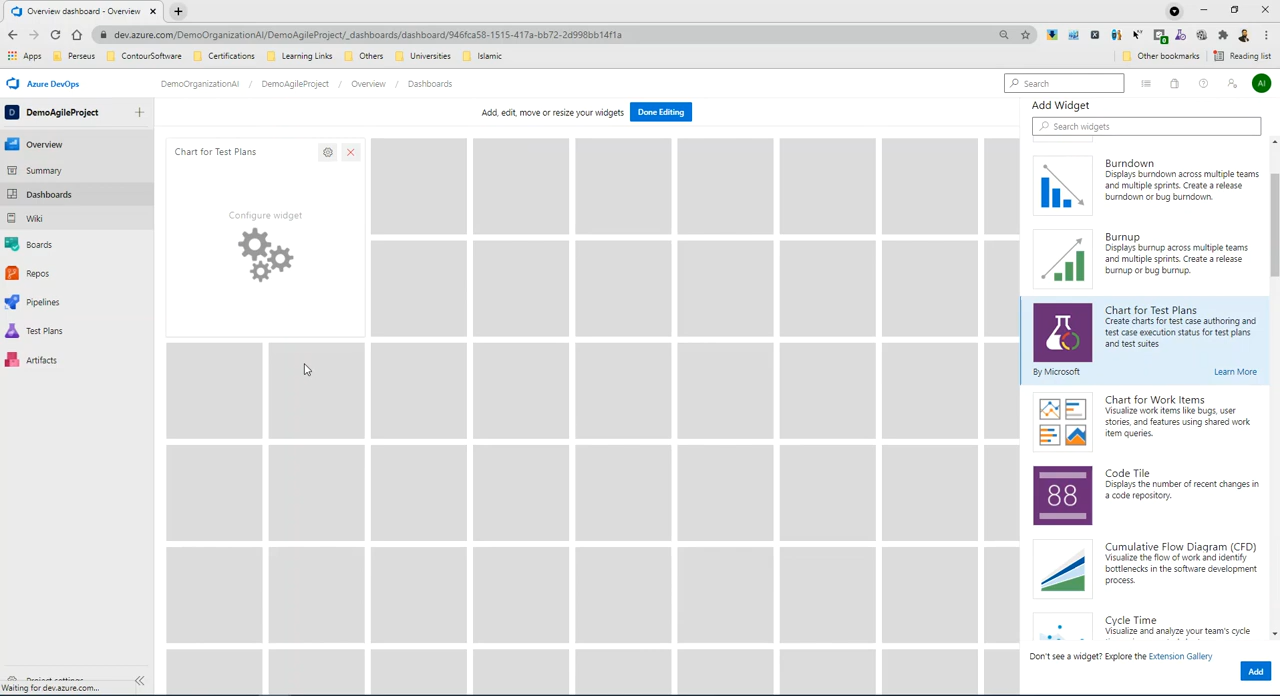 Overview dashboard - Overview
dev.azure.com/DemoOrganizationAI/DemoAgileProject/_dashboards/dashboard/946cfa58-1515-417a-bb72-2d998bb14f1a
Apps Perseus ContourSoftware Certifications Learning Links Others Universities Islamic Other bookmarks Reading list
Azure DevOps DemoOrganizationAI / DemoAgileProject / Overview / Dashboards Search AI
D DemoAgileProject
Overview
Summary
Dashboards
Wiki
Boards
Repos
Pipelines
Test Plans
Artifacts
Project settings
Waiting for dev.azure.com...
Add, edit, move or resize your widgets Done Editing
Chart for Test Plans
Configure widget
Add Widget
Search widgets
Burndown
Displays burndown across multiple teams
and multiple sprints. Create a release
burndown or bug burndown.
Burnup
Displays burnup across multiple teams
and multiple sprints. Create a release
burnup or bug burnup.
Chart for Test Plans
Create charts for test case authoring and
test case execution status for test plans
and test suites
By Microsoft Learn More
Chart for Work Items
Visualize work items like bugs, user
stories, and features using shared work
item queries.
88
Code Tile
Displays the number of recent changes in
a code repository.
Cumulative Flow Diagram (CFD)
Visualize the flow of work and identify
bottlenecks in the software development
process.
Cycle Time
Visualize and analyze your team's cycle
Don't see a widget? Explore the Extension Gallery
Add